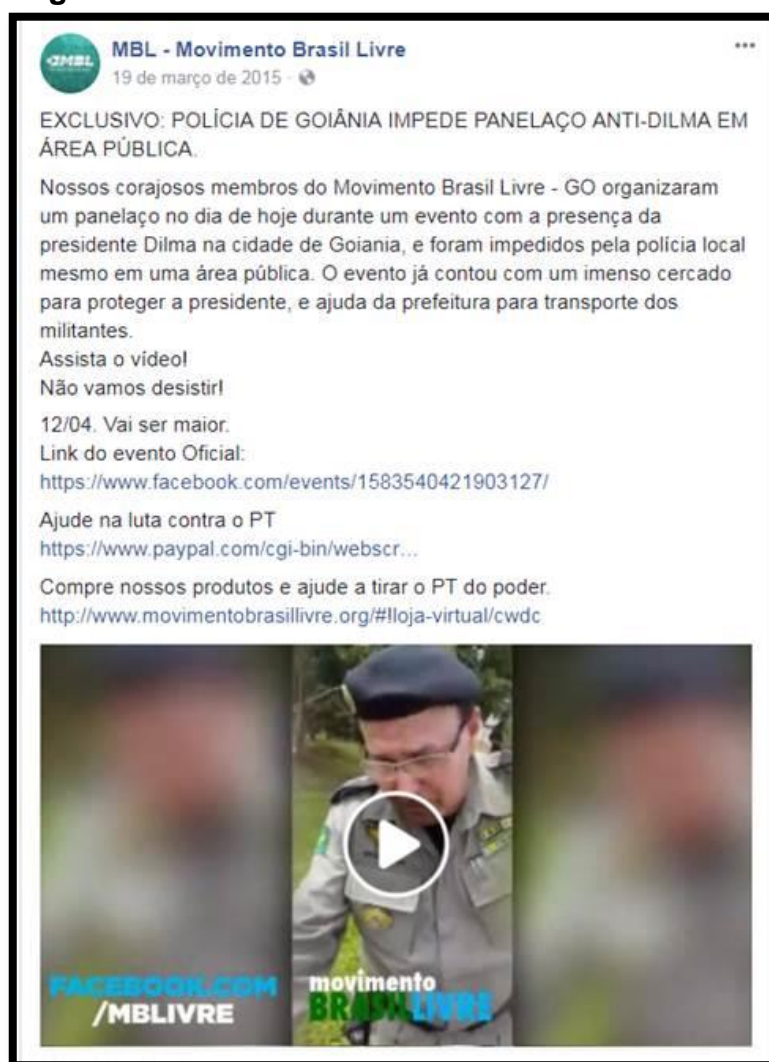 MBL - Movimento Brasil Livre
19 de março de 2015
EXCLUSIVO: POLÍCIA DE GOIÂNIA IMPEDE PANELAÇO ANTI-DILMA EM
ÁREA PÚBLICA.
Nossos corajosos membros do Movimento Brasil Livre - GO organizaram
um panelaço no dia de hoje durante um evento com a presença da
presidente Dilma na cidade de Goiania, e foram impedidos pela polícia local
mesmo em uma área pública. O evento já contou com um imenso cercado
para proteger a presidente, e ajuda da prefeitura para transporte dos
militantes.
Assista o vídeo!
Não vamos desistir!
12/04. Vai ser maior.
Link do evento Oficial:
https://www.facebook.com/events/1583540421903127/
Ajude na luta contra o PT
https://www.paypal.com/cgi-bin/webscr...
Compre nossos produtos e ajude a tirar o PT do poder.
http://www.movimentobrasillivre.org/#!loja-virtual/cwdc
FACEBOOK.COM
/MBLIVRE
movimento
BRASILLIVRE